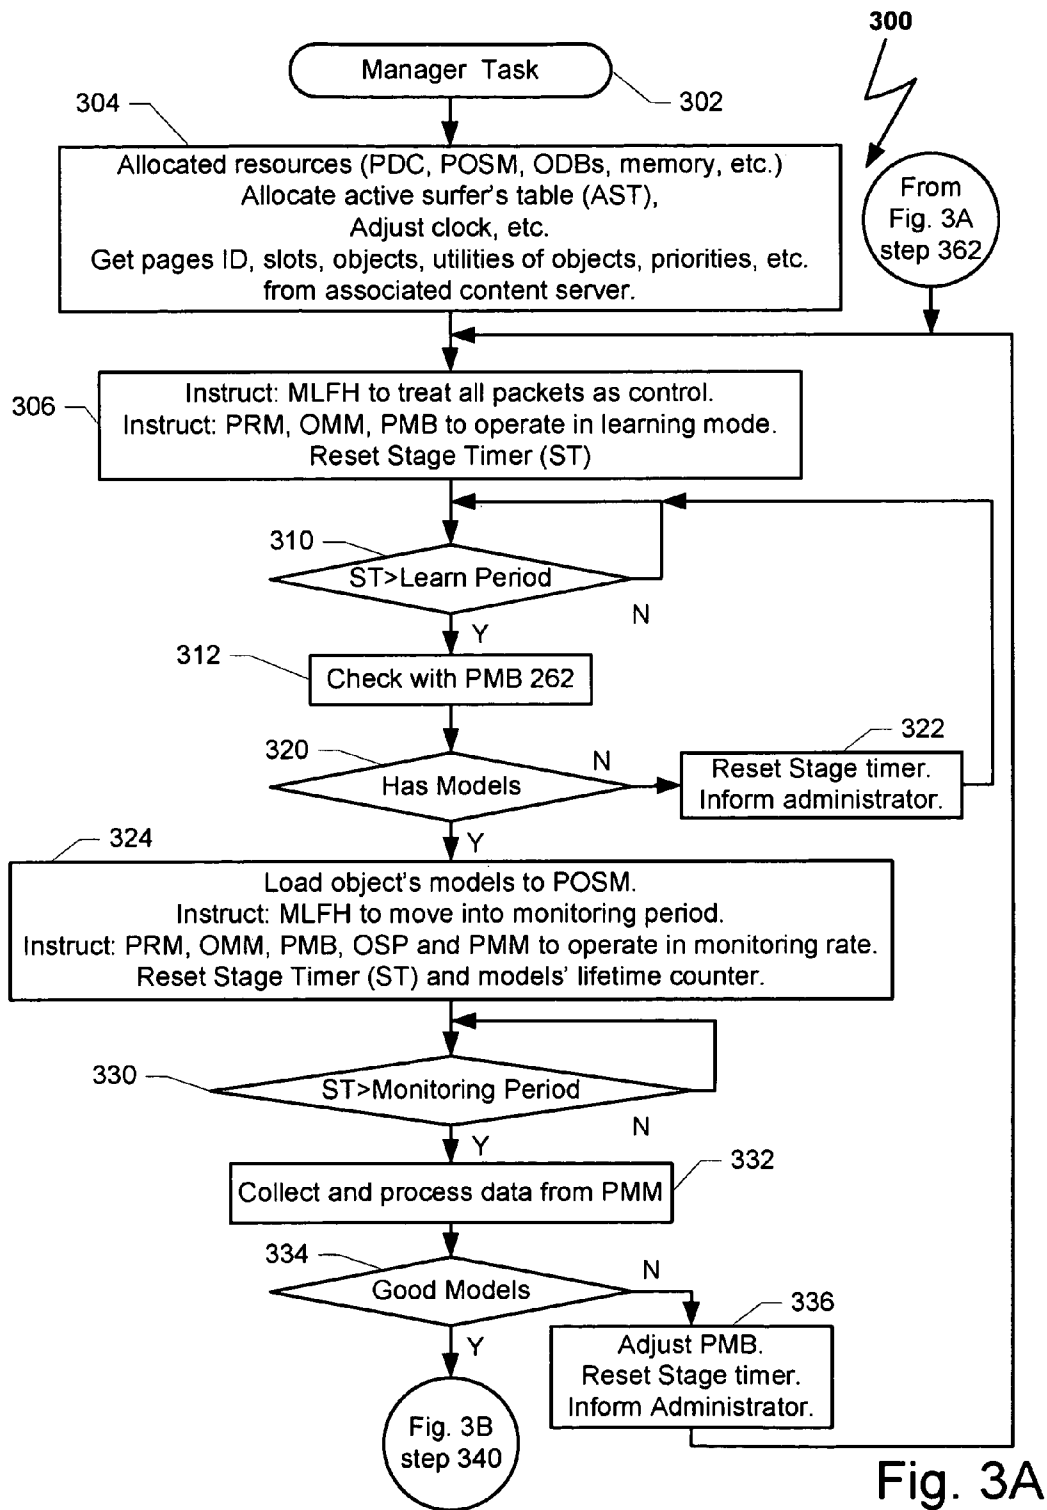 300
Manager Task
302
304
Allocated resources (PDC, POSM, ODBs, memory, etc.)
Allocate active surfer's table (AST),
Adjust clock, etc.
Get pages ID, slots, objects, utilities of objects, priorities, etc.
from associated content server.
From
Fig. 3A
step 362
306
Instruct: MLFH to treat all packets as control.
Instruct: PRM, OMM, PMB to operate in learning mode.
Reset Stage Timer (ST)
310
ST>Learn Period
N
Y
312
Check with PMB 262
320
Has Models
N
Y
322
Reset Stage timer.
Inform administrator.
324
Load object's models to POSM.
Instruct: MLFH to move into monitoring period.
Instruct: PRM, OMM, PMB, OSP and PMM to operate in monitoring rate.
Reset Stage Timer (ST) and models' lifetime counter.
330
ST>Monitoring Period
N
Y
332
Collect and process data from PMM
334
Good Models
N
Y
336
Adjust PMB.
Reset Stage timer.
Inform Administrator.
Fig. 3B
step 340
Fig. 3A